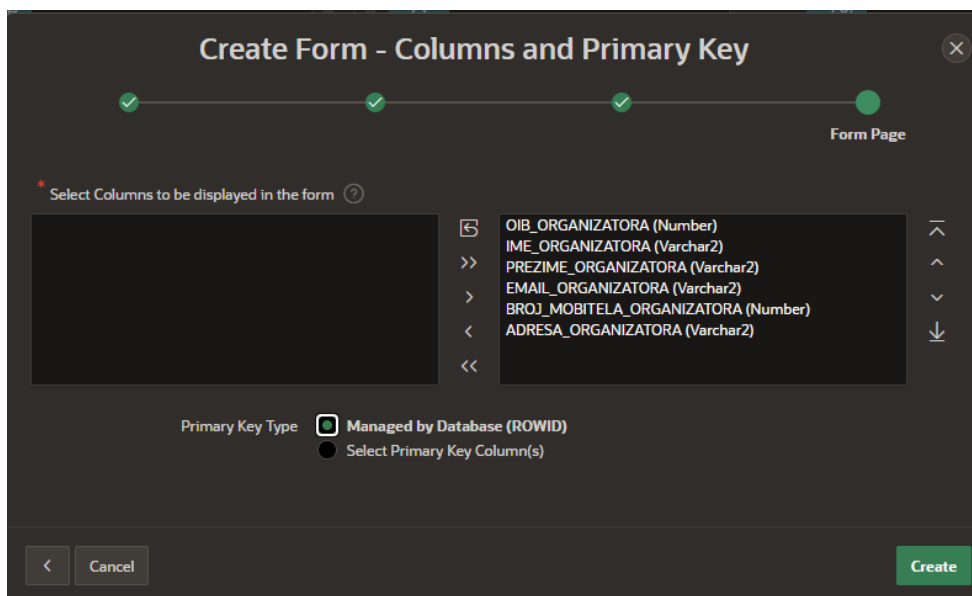 Create Form - Columns and Primary Key
Form Page
* Select Columns to be displayed in the form ?
OIB_ORGANIZATORA (Number)
IME_ORGANIZATORA (Varchar2)
PREZIME_ORGANIZATORA (Varchar2)
EMAIL_ORGANIZATORA (Varchar2)
BROJ_MOBITELA_ORGANIZATORA (Number)
ADRESA_ORGANIZATORA (Varchar2)
Primary Key Type Managed by Database (ROWID)
Select Primary Key Column(s)
Cancel Create